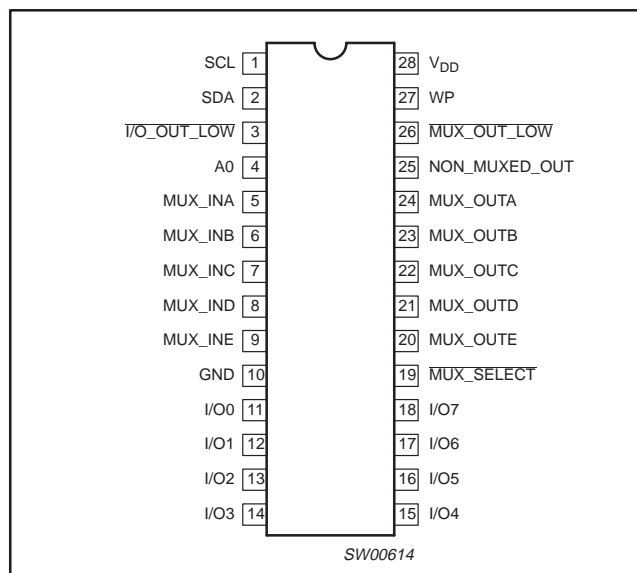 SCL 1 28 VDD
SDA 2 27 WP
I/O_OUT_LOW 3 26 MUX_OUT_LOW
A0 4 25 NON_MUXED_OUT
MUX_INA 5 24 MUX_OUTA
MUX_INB 6 23 MUX_OUTB
MUX_INC 7 22 MUX_OUTC
MUX_IND 8 21 MUX_OUTD
MUX_INE 9 20 MUX_OUTE
GND 10 19 MUX_SELECT
I/O0 11 18 I/O7
I/O1 12 17 I/O6
I/O2 13 16 I/O5
I/O3 14 15 I/O4
SW00614